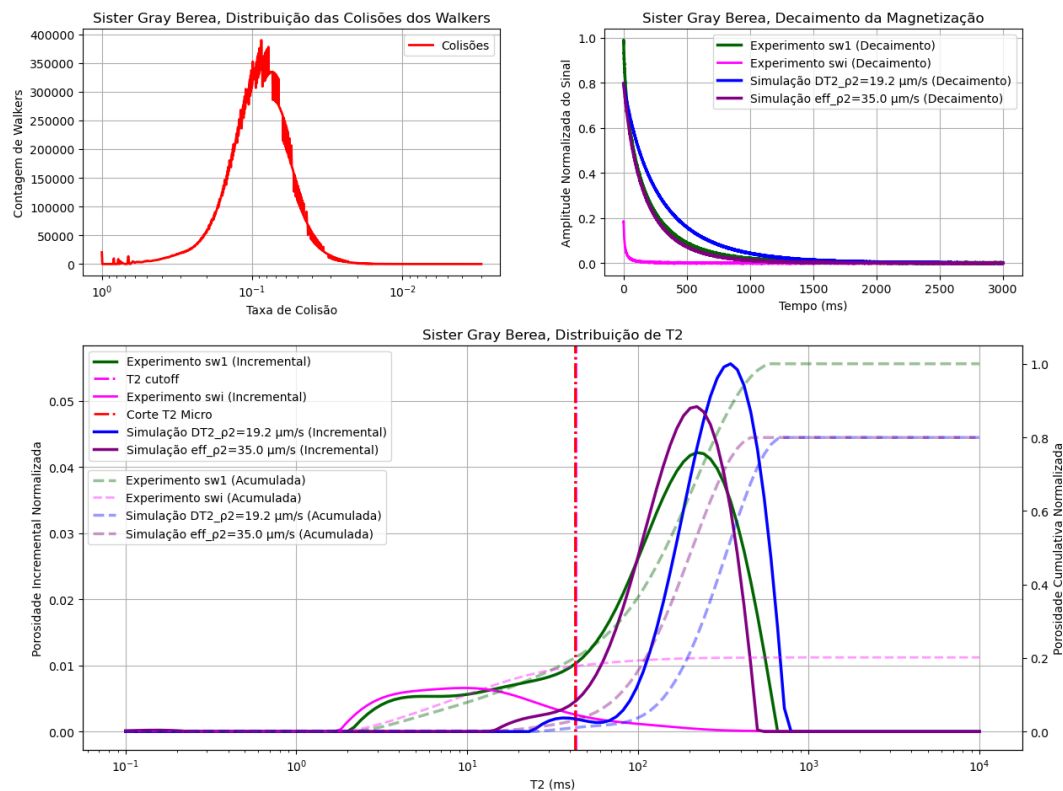 Sister Gray Berea, Distribuição das Colisões dos Walkers
400000
350000
300000
250000
200000
150000
100000
50000
0
Contagem de Walkers
Colisões
10⁰
10⁻¹
10⁻²
Taxa de Colisão
Sister Gray Berea, Decaimento da Magnetização
1.0
0.8
0.6
0.4
0.2
0.0
Amplitude Normalizada do Sinal
Experimento sw1 (Decaimento)
Experimento swi (Decaimento)
Simulação DT2_ρ2=19.2 μm/s (Decaimento)
Simulação eff_ρ2=35.0 μm/s (Decaimento)
0
500
1000
1500
2000
2500
3000
Tempo (ms)
Sister Gray Berea, Distribuição de T2
0.05
0.04
0.03
0.02
0.01
0.00
Porosidade Incremental Normalizada
Experimento sw1 (Incremental)
T2 cutoff
Experimento swi (Incremental)
Corte T2 Micro
Simulação DT2_ρ2=19.2 μm/s (Incremental)
Simulação eff_ρ2=35.0 μm/s (Incremental)
Experimento sw1 (Acumulada)
Experimento swi (Acumulada)
Simulação DT2_ρ2=19.2 μm/s (Acumulada)
Simulação eff_ρ2=35.0 μm/s (Acumulada)
1.0
0.8
0.6
0.4
0.2
0.0
Porosidade Cumulativa Normalizada
10⁻¹
10⁰
10¹
10²
10³
10⁴
T2 (ms)